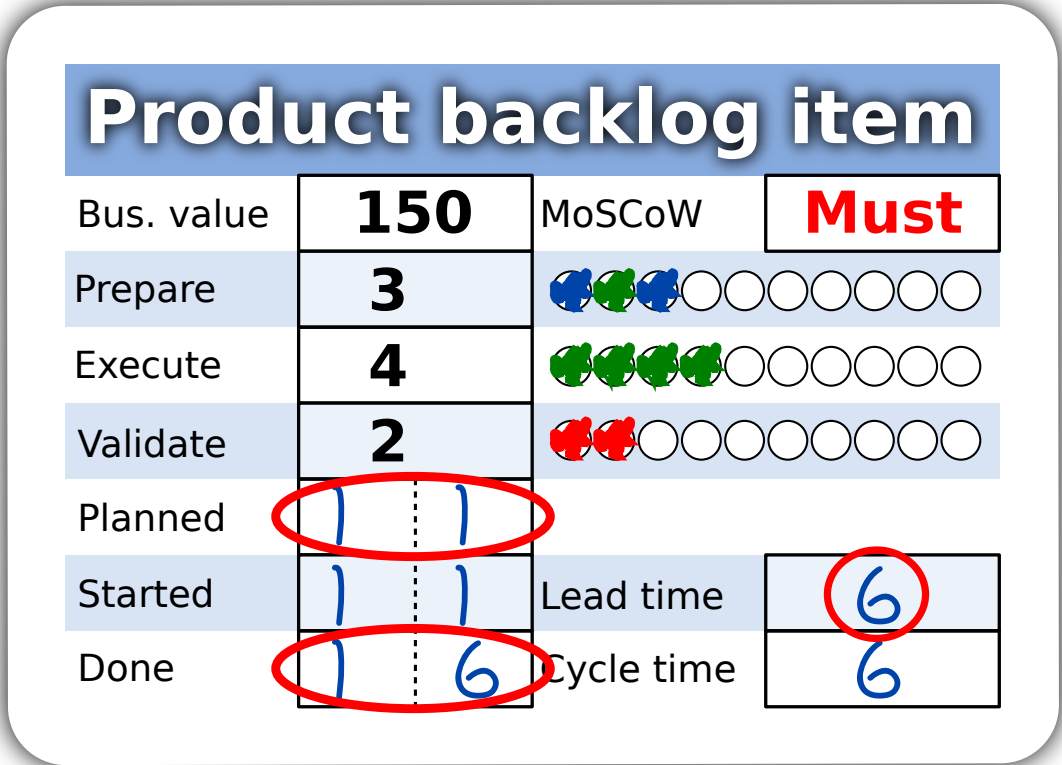 Product backlog item
Bus. value 150 MoSCoW Must
Prepare 3
Execute 4
Validate 2
Planned 1 1
Started 1 1 Lead time 6
Done 1 6 Cycle time 6